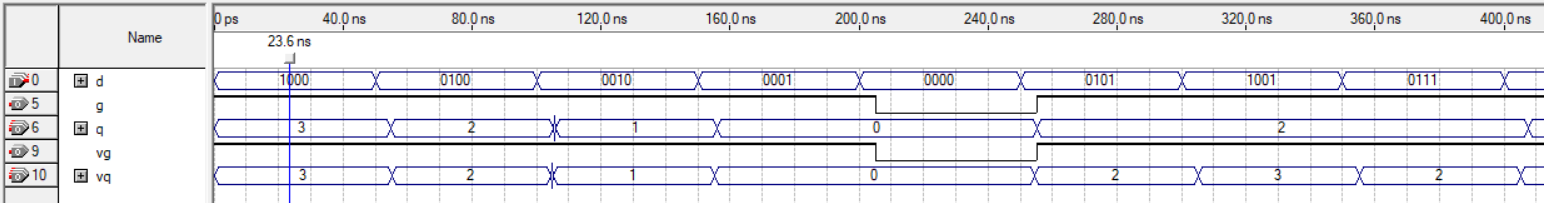 0 ps 40.0 ns 80.0 ns 120.0 ns 160.0 ns 200.0 ns 240.0 ns 280.0 ns 320.0 ns 360.0 ns 400.0 ns
Name
23.6 ns
0 d 1000 0100 0010 0001 0000 0101 1001 0111
5 g
6 q 3 2 1 0 2
9 vg
10 vq 3 2 1 0 2 3 2